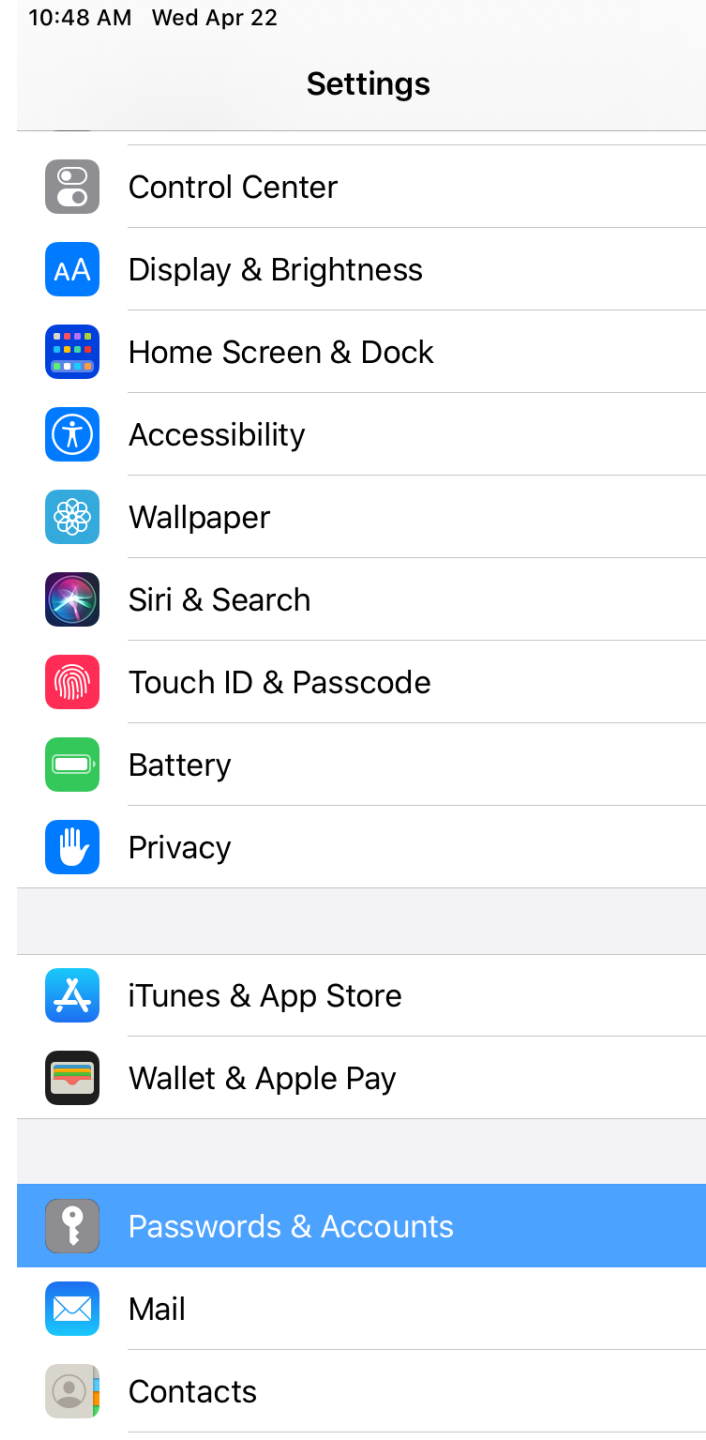 10:48 AM Wed Apr 22
Settings
Control Center
AA Display & Brightness
Home Screen & Dock
Accessibility
Wallpaper
Siri & Search
Touch ID & Passcode
Battery
Privacy
iTunes & App Store
Wallet & Apple Pay
Passwords & Accounts
Mail
Contacts